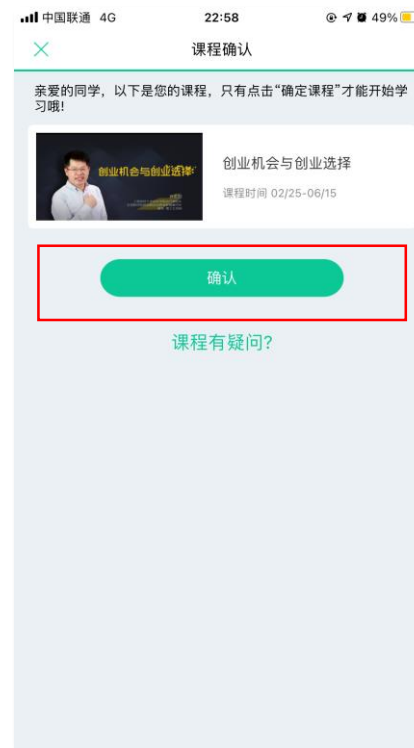 中国联通 4G 22:58 49%
课程确认
亲爱的同学，以下是您的课程，只有点击“确定课程”才能开始学
习哦!
创业机会与创业选择
创业机会与创业选择
课程时间 02/25-06/15
确认
课程有疑问?